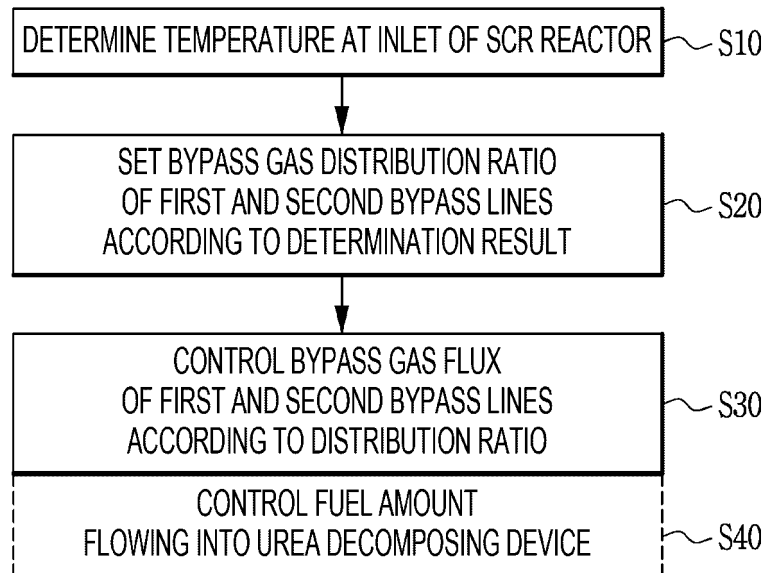 DETERMINE TEMPERATURE AT INLET OF SCR REACTOR
S10
SET BYPASS GAS DISTRIBUTION RATIO
OF FIRST AND SECOND BYPASS LINES
ACCORDING TO DETERMINATION RESULT
S20
CONTROL BYPASS GAS FLUX
OF FIRST AND SECOND BYPASS LINES
ACCORDING TO DISTRIBUTION RATIO
S30
CONTROL FUEL AMOUNT
FLOWING INTO UREA DECOMPOSING DEVICE
S40